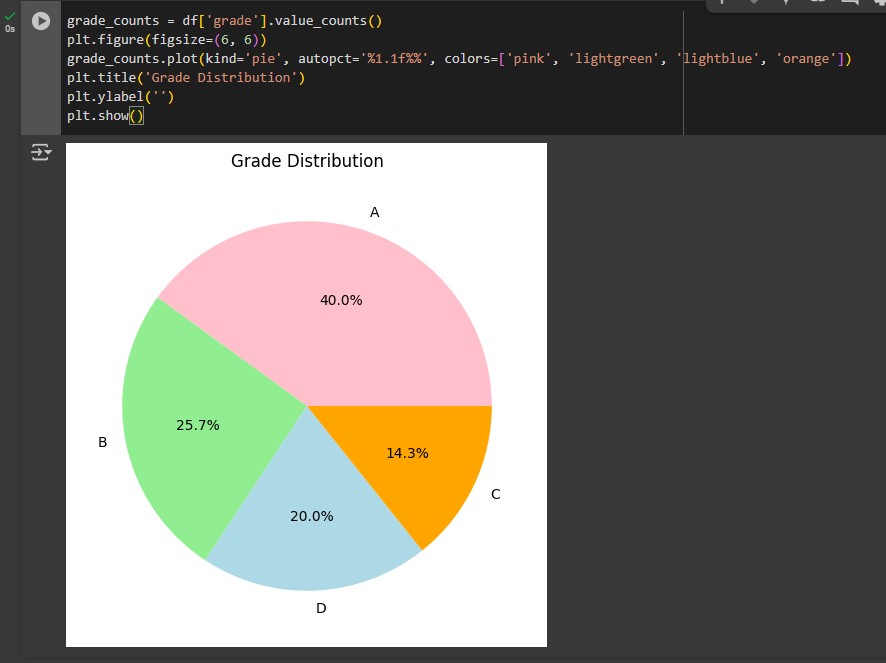 grade_counts = df['grade'].value_counts()
plt.figure(figsize=(6, 6))
grade_counts.plot(kind='pie', autopct='%1.1f%%', colors=['pink', 'lightgreen', 'lightblue', 'orange'])
plt.title('Grade Distribution')
plt.ylabel('')
plt.show()
0s
Grade Distribution
A
40.0%
B
25.7%
14.3%
C
20.0%
D